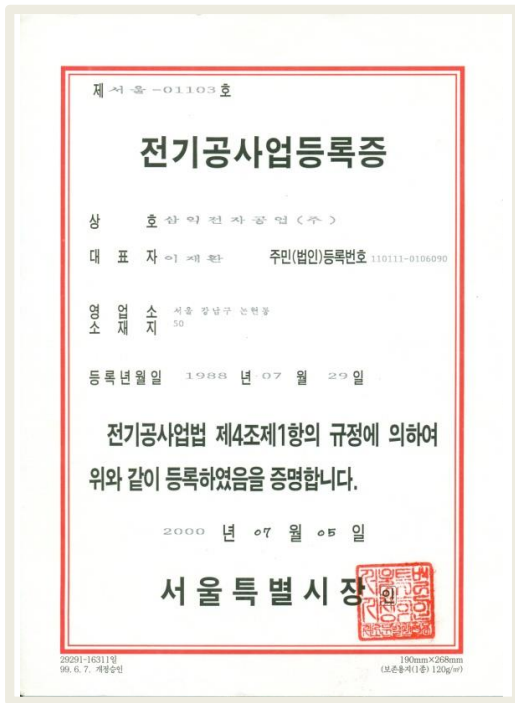 제 서울-01103 호
전기공사업등록증
상 호 삼익전자공업(주)
대 표 자 이재환 주민(법인)등록번호 110111-0106090
영 업 소 서울 강남구 논현동
소 재 지 50
등록년월일 1988 년 07 월 29 일
전기공사업법 제4조제1항의 규정에 의하여
위와 같이 등록하였음을 증명합니다.
2000 년 07 월 05 일
서울특별시장 인
29291-16311일 190mm×268mm
99. 6. 7. 개정승인 (보존용지(1종) 120g/㎡)